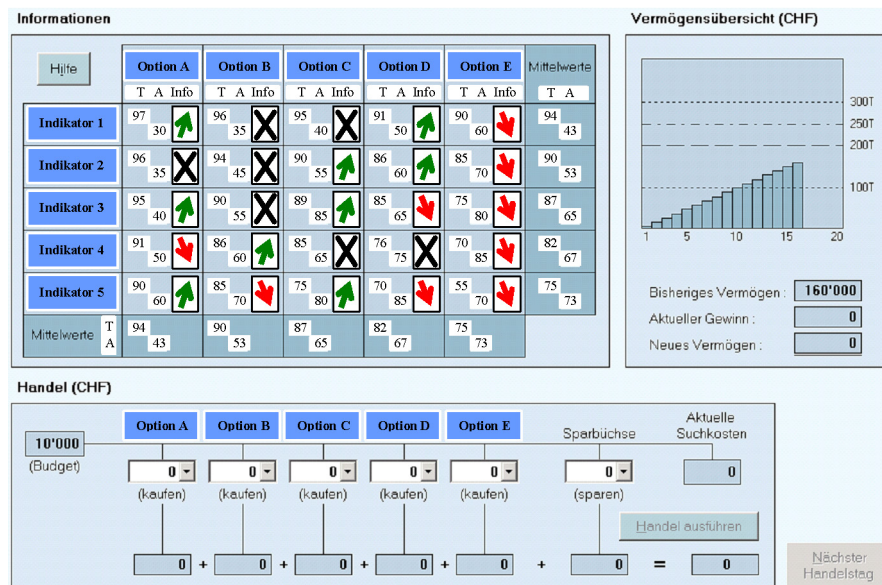 Informationen
Hilfe
Option A Option B Option C Option D Option E Mittelwerte
T A Info T A Info T A Info T A Info T A Info T A
Indikator 1 97 30 96 35 X 95 40 X 91 50 90 60 94 43
Indikator 2 96 35 X 94 45 X 90 55 86 60 85 70 90 53
Indikator 3 95 40 90 55 X 89 85 85 65 75 80 87 65
Indikator 4 91 50 86 60 85 65 X 76 75 X 70 85 82 67
Indikator 5 90 60 85 70 75 80 70 85 55 70 75 73
Mittelwerte T A 94 43 90 53 87 65 82 67 75 73
Vermögensübersicht (CHF)
300T
250T
200T
100T
1 5 10 15 20
Bisheriges Vermögen : 160'000
Aktueller Gewinn : 0
Neues Vermögen : 0
Handel (CHF)
10'000
(Budget)
Option A Option B Option C Option D Option E Sparbüchse Aktuelle Suchkosten
0 0 0 0 0 0 0
(kaufen) (kaufen) (kaufen) (kaufen) (kaufen) (sparen)
Handel ausführen
0 + 0 + 0 + 0 + 0 + 0 = 0
Nächster
Handelstag